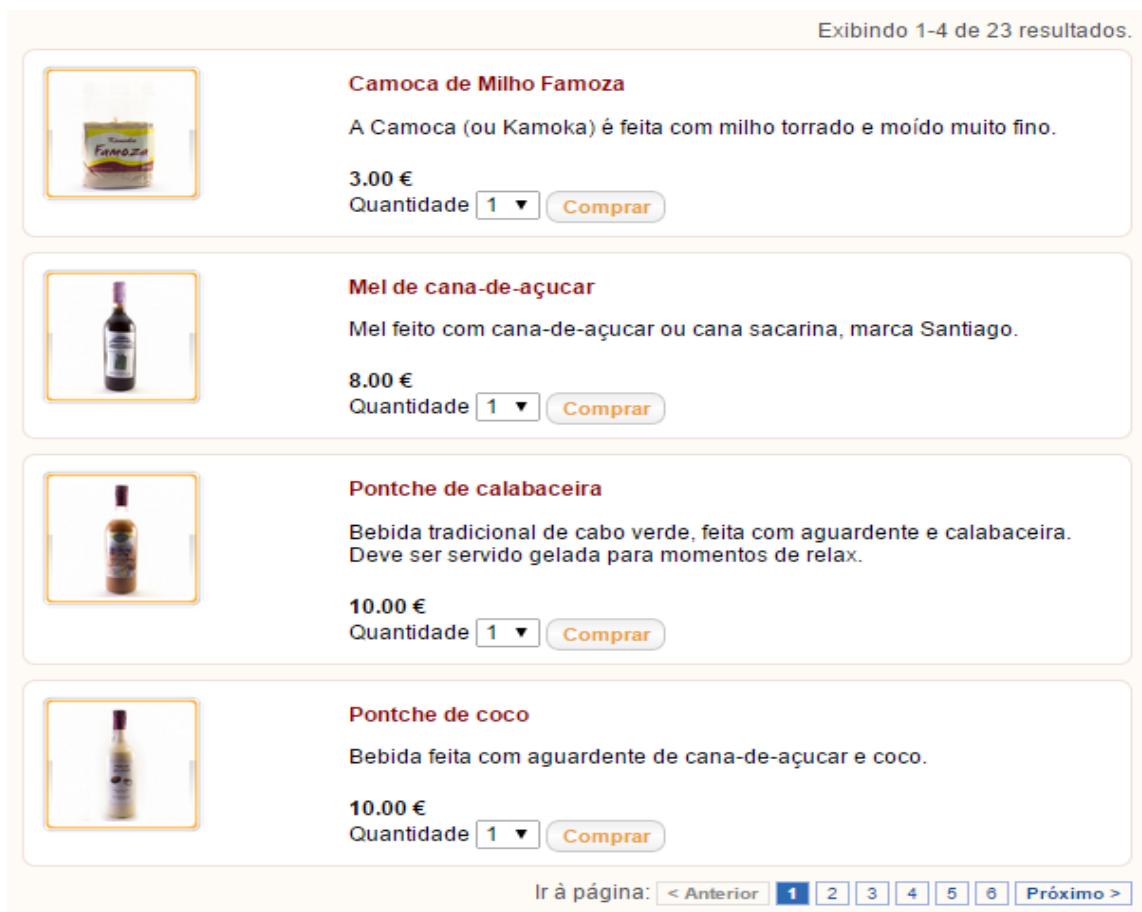 Exibindo 1-4 de 23 resultados.
Camoca de Milho Famoza
Famoza
A Camoca (ou Kamoka) é feita com milho torrado e moído muito fino.
3.00 €
Quantidade 1 ▼ Comprar
Mel de cana-de-açucar
Mel feito com cana-de-açucar ou cana sacarina, marca Santiago.
8.00 €
Quantidade 1 ▼ Comprar
Pontche de calabaceira
Bebida tradicional de cabo verde, feita com aguardente e calabaceira.
Deve ser servido gelada para momentos de relax.
10.00 €
Quantidade 1 ▼ Comprar
Pontche de coco
Bebida feita com aguardente de cana-de-açucar e coco.
10.00 €
Quantidade 1 ▼ Comprar
Ir à página: < Anterior 1 2 3 4 5 6 Próximo >